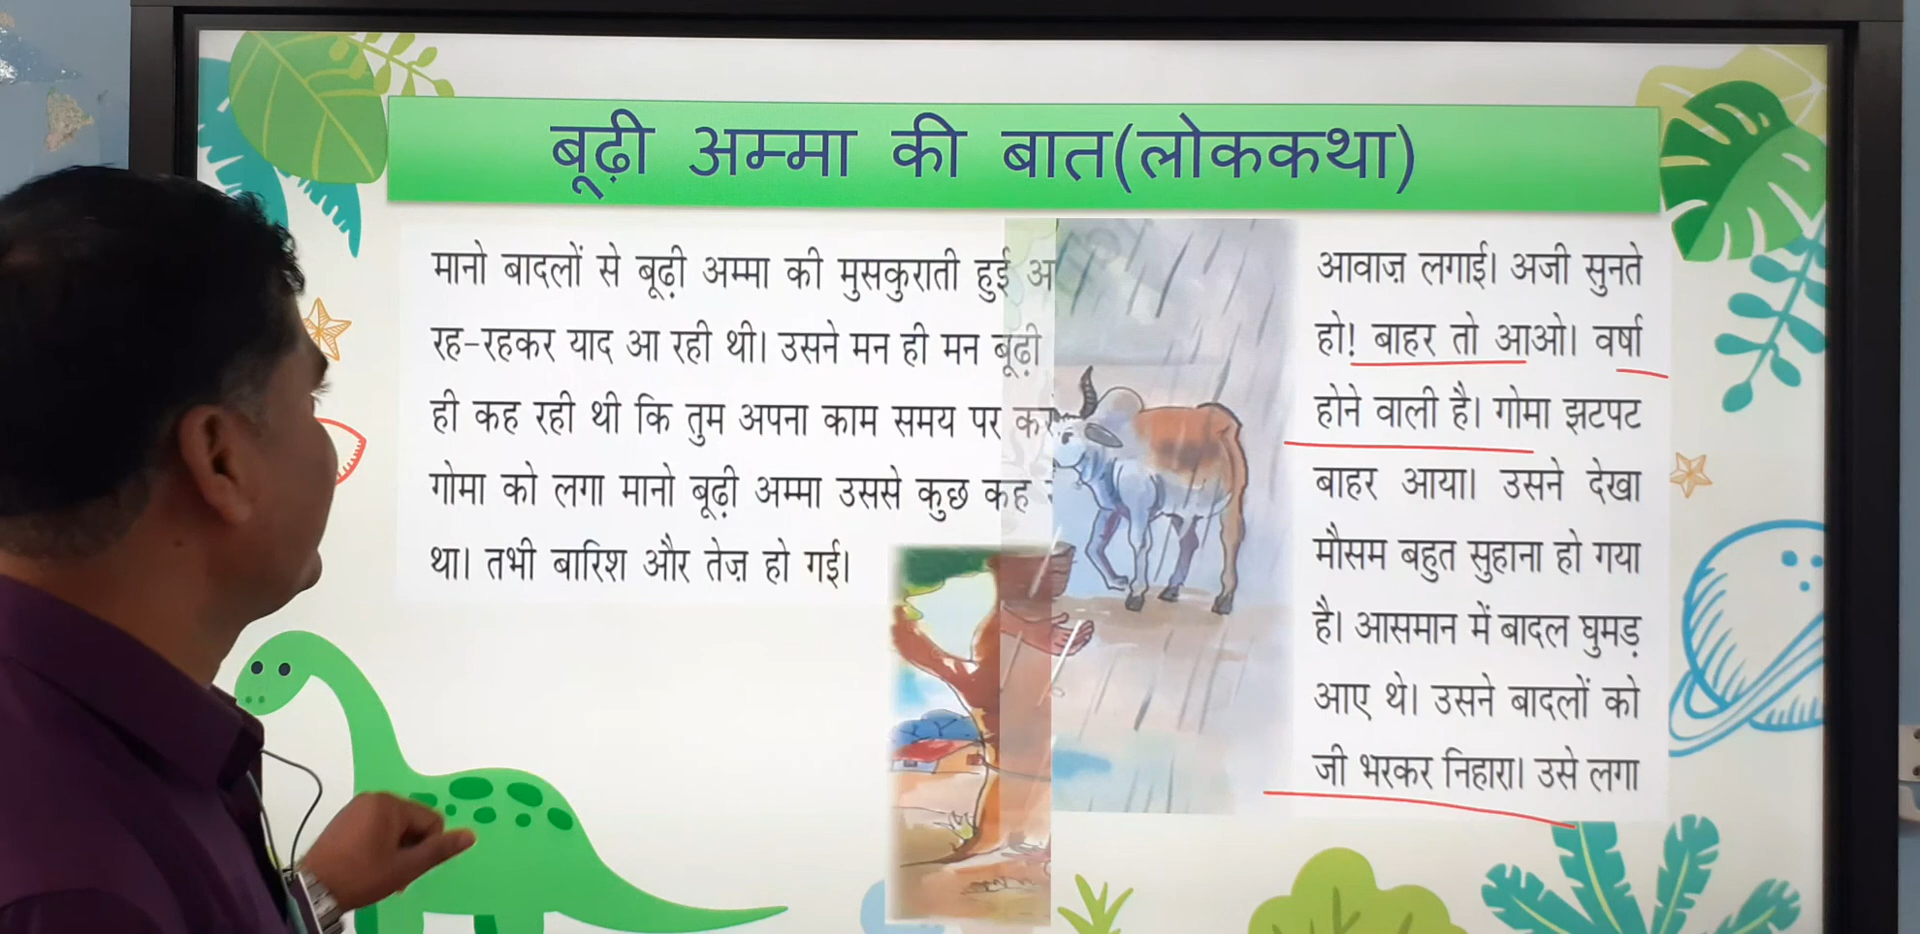 बूढ़ी अम्मा की बात(लोककथा)
मानो बादलों से बूढ़ी अम्मा की मुसकुराती हुई
रह-रहकर याद आ रही थी। उसने मन ही मन बूढ़ी
ही कह रही थी कि तुम अपना काम समय पर
गोमा को लगा मानो बूढ़ी अम्मा उससे कुछ कह
था। तभी बारिश और तेज़ हो गई।
आवाज़ लगाई। अजी सुनते
हो! बाहर तो आओ। वर्षा
होने वाली है। गोमा झटपट
बाहर आया। उसने देखा
मौसम बहुत सुहाना हो गया
है। आसमान में बादल घुमड़
आए थे। उसने बादलों को
जी भरकर निहारा। उसे लगा